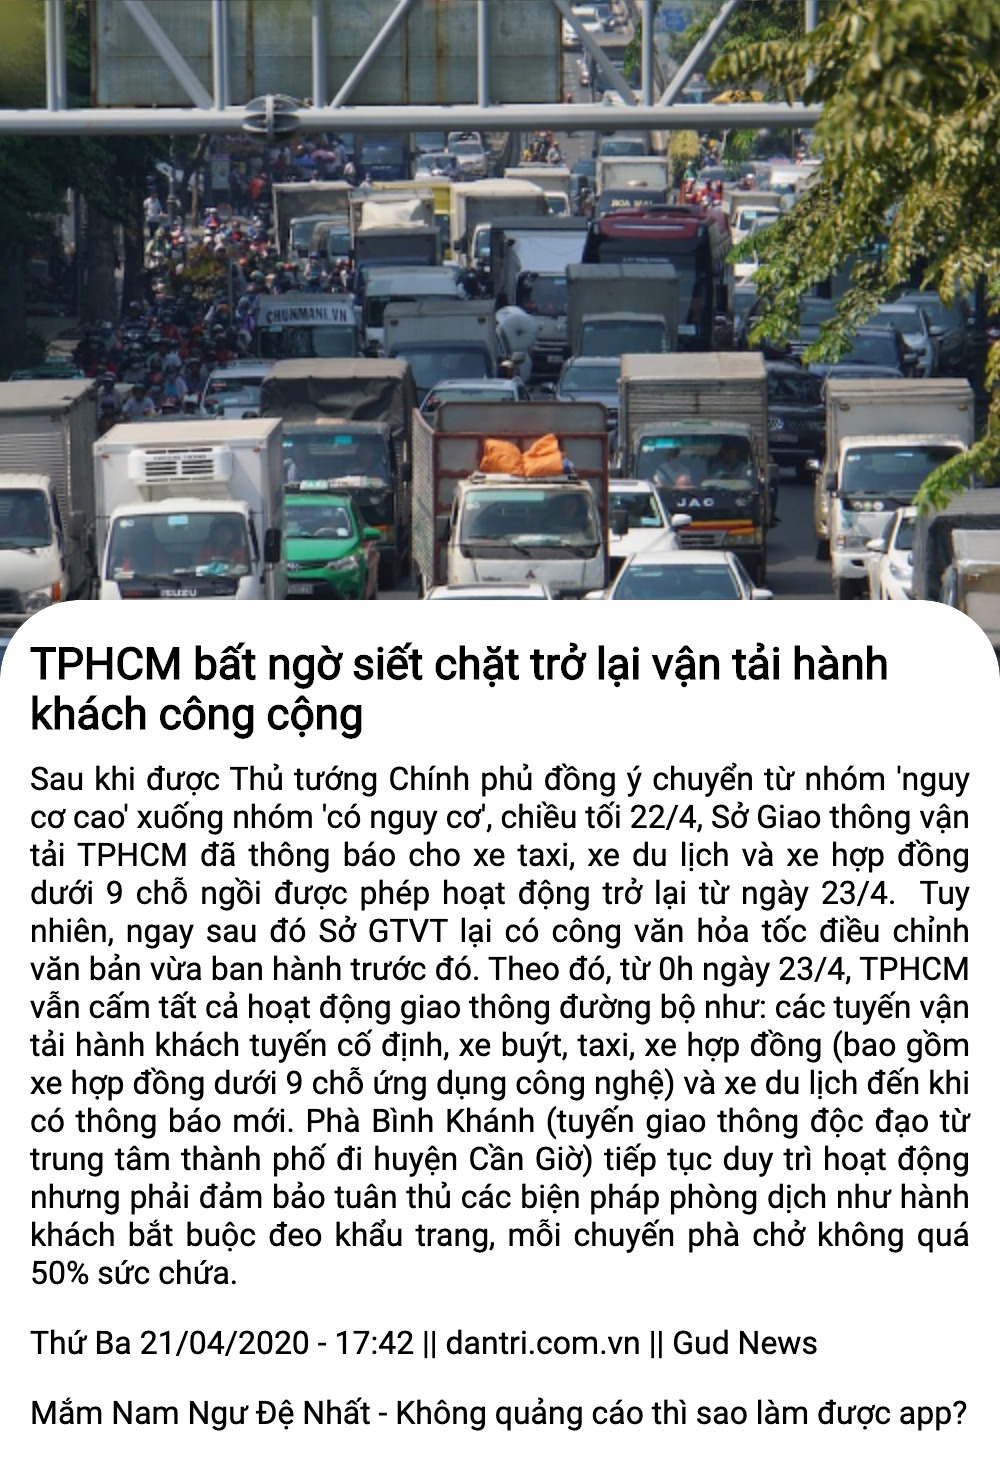 HOA MAI
CHUNMANI.VN
JAC
ISUZU
TPHCM bất ngờ siết chặt trở lại vận tải hành
khách công cộng
Sau khi được Thủ tướng Chính phủ đồng ý chuyển từ nhóm 'nguy
cơ cao' xuống nhóm 'có nguy cơ', chiều tối 22/4, Sở Giao thông vận
tải TPHCM đã thông báo cho xe taxi, xe du lịch và xe hợp đồng
dưới 9 chỗ ngồi được phép hoạt động trở lại từ ngày 23/4.  Tuy
nhiên, ngay sau đó Sở GTVT lại có công văn hỏa tốc điều chỉnh
văn bản vừa ban hành trước đó. Theo đó, từ 0h ngày 23/4, TPHCM
vẫn cấm tất cả hoạt động giao thông đường bộ như: các tuyến vận
tải hành khách tuyến cố định, xe buýt, taxi, xe hợp đồng (bao gồm
xe hợp đồng dưới 9 chỗ ứng dụng công nghệ) và xe du lịch đến khi
có thông báo mới. Phà Bình Khánh (tuyến giao thông độc đạo từ
trung tâm thành phố đi huyện Cần Giờ) tiếp tục duy trì hoạt động
nhưng phải đảm bảo tuân thủ các biện pháp phòng dịch như hành
khách bắt buộc đeo khẩu trang, mỗi chuyến phà chở không quá
50% sức chứa.
Thứ Ba 21/04/2020 - 17:42 || dantri.com.vn || Gud News
Mắm Nam Ngư Đệ Nhất - Không quảng cáo thì sao làm được app?